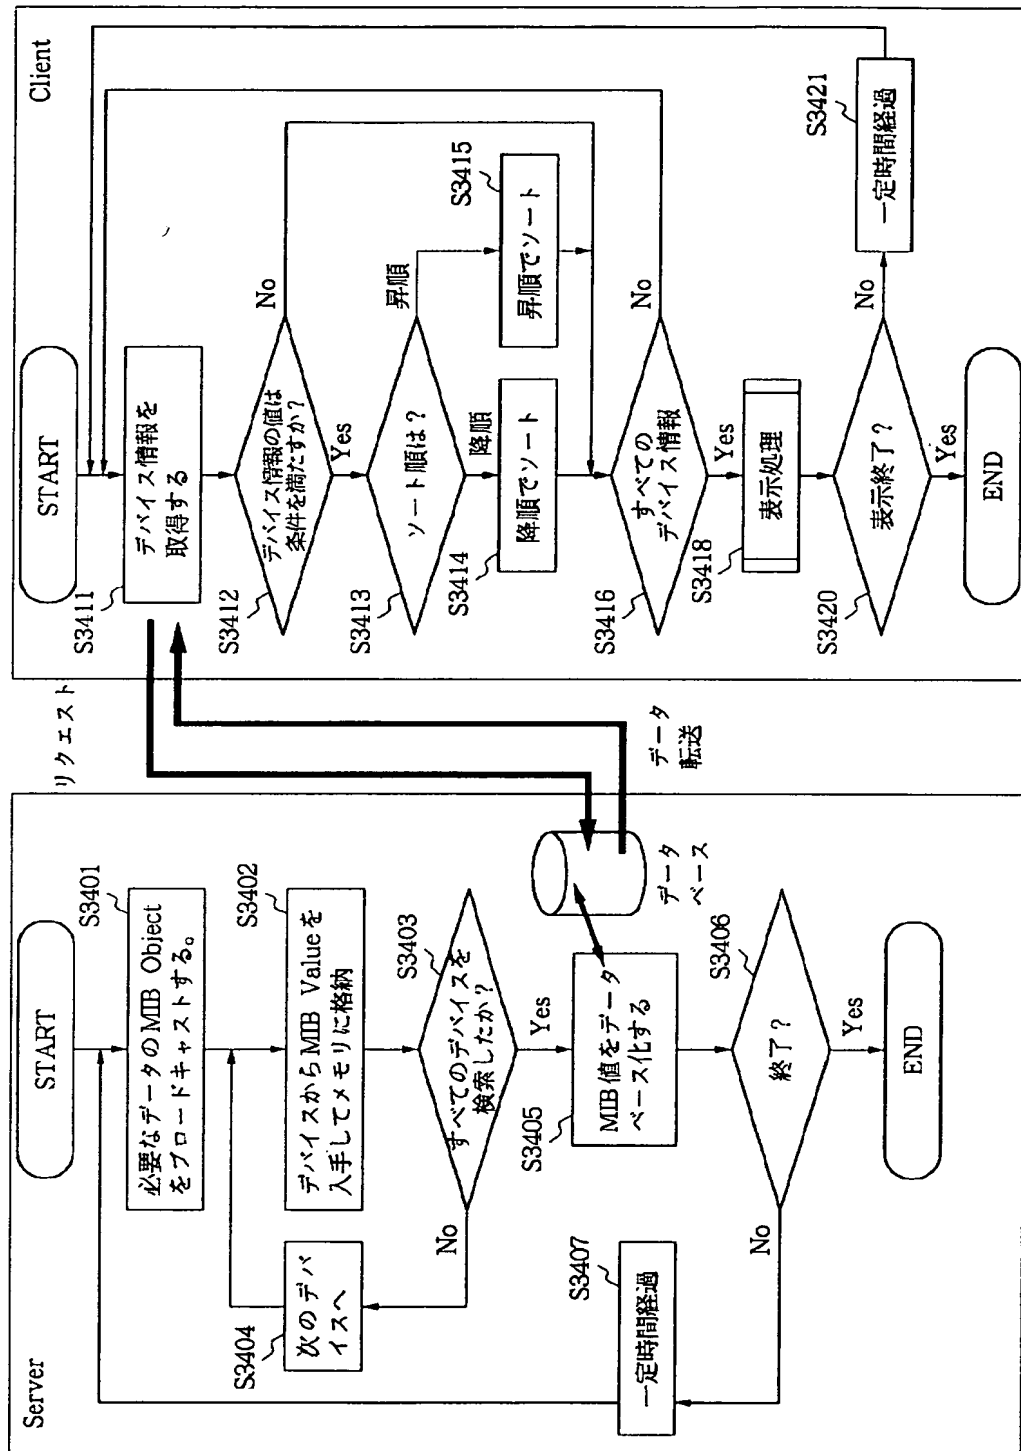 Server
START
S3401
必要なデータのMIB Object
をブロードキャストする。
S3402
デバイスからMIB Valueを
入手してメモリに格納
S3403
すべてのデバイスを
検索したか?
No
Yes
S3404
次のデバ
イスへ
S3405
MIB値をデータ
ベース化する
データ
ベース
S3406
終了?
No
Yes
S3407
一定時間経過
END
リクエスト
データ
転送
Client
START
S3411
デバイス情報を
取得する
S3412
デバイス情報の値は
条件を満たすか?
No
Yes
S3413
ソート順は?
昇順
降順
S3414
降順でソート
S3415
昇順でソート
S3416
すべての
デバイス情報
No
Yes
S3418
表示処理
S3420
表示終了?
No
Yes
S3421
一定時間経過
END